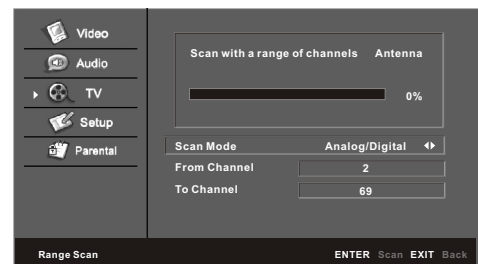 Video
Audio
TV
Setup
Parental
Scan with a range of channels Antenna
0%
Scan Mode Analog/Digital
From Channel 2
To Channel 69
Range Scan ENTER Scan EXIT Back